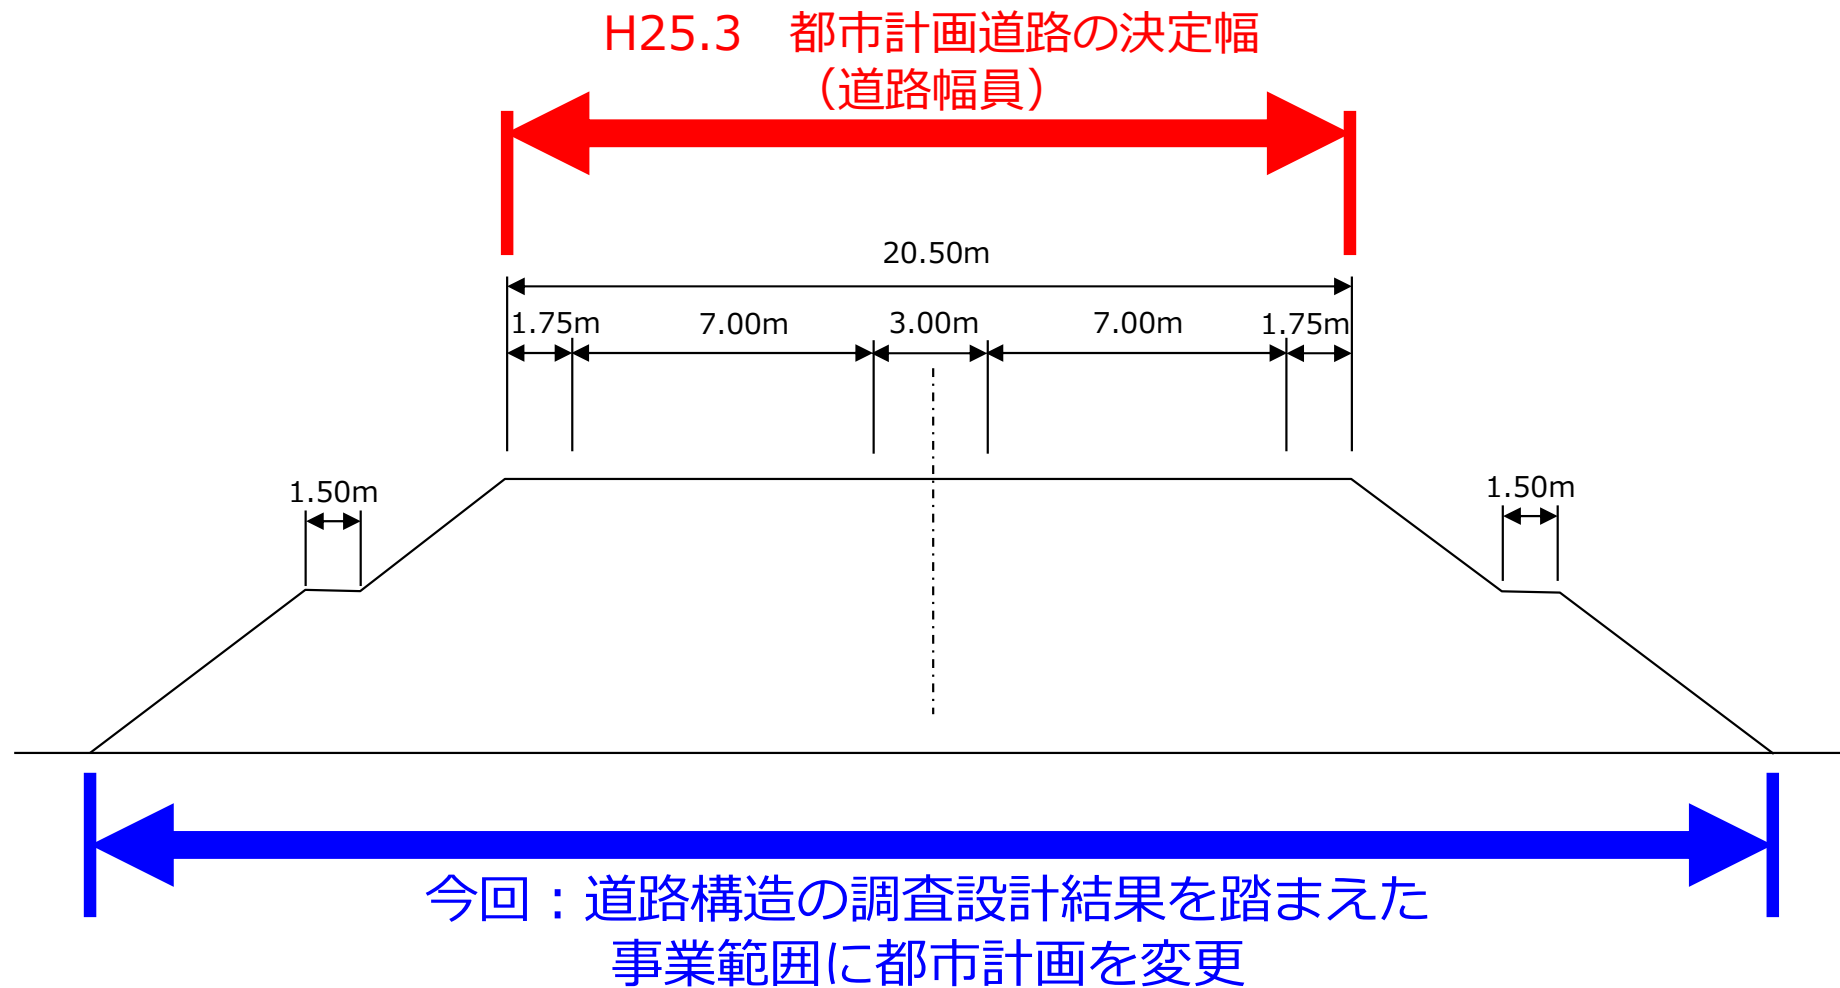 H25.3　都市計画道路の決定幅
（道路幅員）
20.50m
1.75m 7.00m 3.00m 7.00m 1.75m
1.50m 1.50m
今回：道路構造の調査設計結果を踏まえた
事業範囲に都市計画を変更